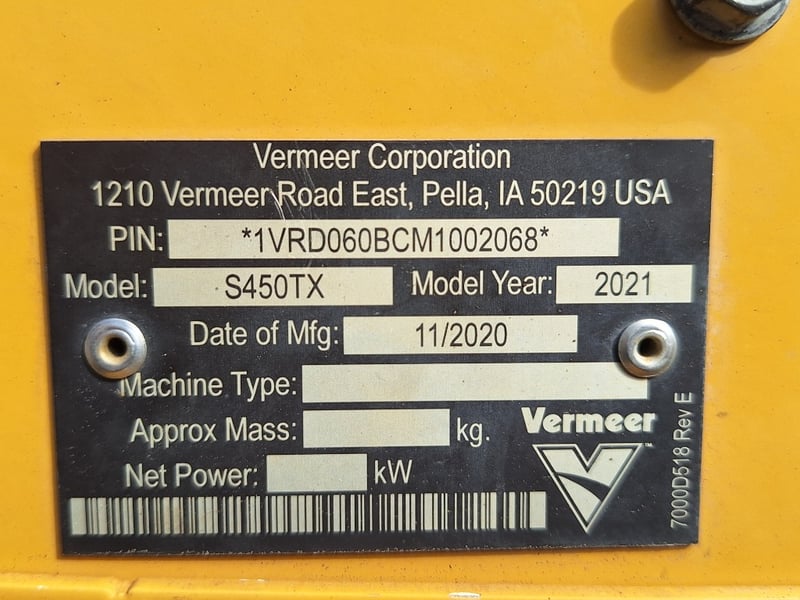 Vermeer Corporation
1210 Vermeer Road East, Pella, IA 50219 USA
PIN: *1VRD060BCM1002068*
Model: S450TX Model Year: 2021
Date of Mfg: 11/2020
Machine Type:
Approx Mass: kg.
Net Power: kW
Vermeer
™
7000D518 Rev E